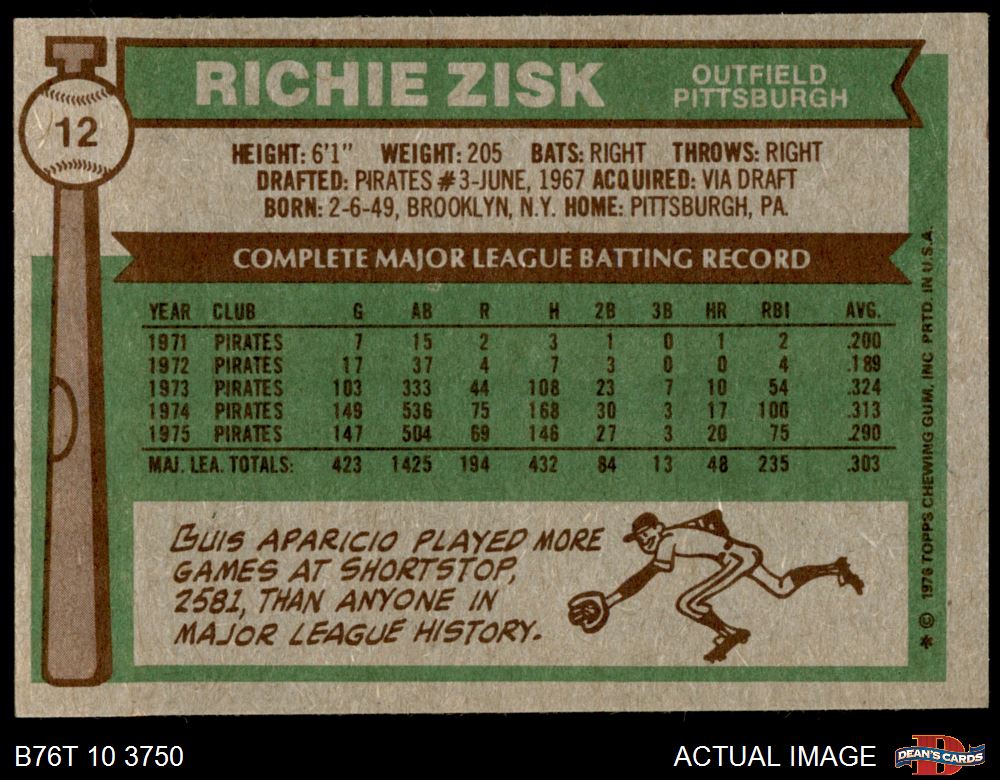 12
RICHIE ZISK
OUTFIELD
PITTSBURGH
HEIGHT: 6'1" WEIGHT: 205 BATS: RIGHT THROWS: RIGHT
DRAFTED: PIRATES #3-JUNE, 1967 ACQUIRED: VIA DRAFT
BORN: 2-6-49, BROOKLYN, N.Y. HOME: PITTSBURGH, PA.
COMPLETE MAJOR LEAGUE BATTING RECORD
YEAR CLUB G AB R H 2B 3B HR RBI AVG.
1971 PIRATES 7 15 2 3 1 0 1 2 .200
1972 PIRATES 17 37 4 7 3 0 0 4 .189
1973 PIRATES 103 333 44 108 23 7 10 54 .324
1974 PIRATES 149 536 75 168 30 3 17 100 .313
1975 PIRATES 147 504 69 146 27 3 20 75 .290
MAJ. LEA. TOTALS: 423 1425 194 432 84 13 48 235 .303
LUIS APARICIO PLAYED MORE
GAMES AT SHORTSTOP,
2581, THAN ANYONE IN
MAJOR LEAGUE HISTORY.
* © 1976 TOPPS CHEWING GUM, INC PRTD. IN U.S.A.
B76T 10 3750
ACTUAL IMAGE
D
DEAN'S CARDS